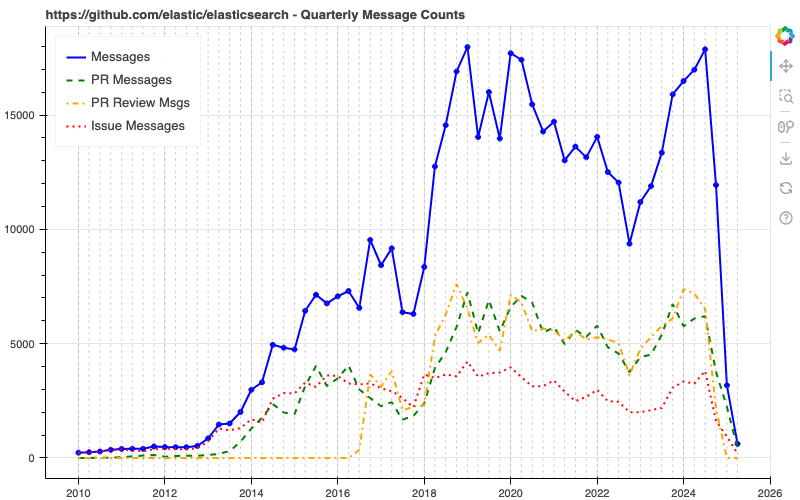 https://github.com/elastic/elasticsearch - Quarterly Message Counts
Messages
PR Messages
PR Review Msgs
Issue Messages
15000
10000
5000
0
2010
2012
2014
2016
2018
2020
2022
2024
2026